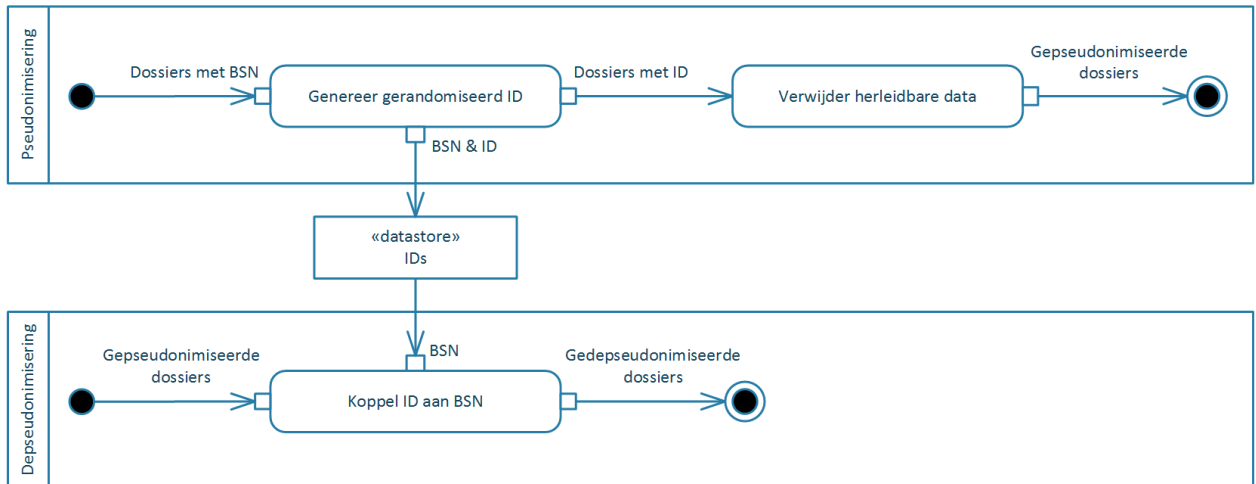 Pseudonimisering
Dossiers met BSN
Genereer gerandomiseerd ID
Dossiers met ID
Verwijder herleidbare data
Gepseudonimiseerde
dossiers
BSN & ID
«datastore»
IDs
Depseudonimisering
Gepseudonimiseerde
dossiers
BSN
Koppel ID aan BSN
Gedepseudonimiseerde
dossiers